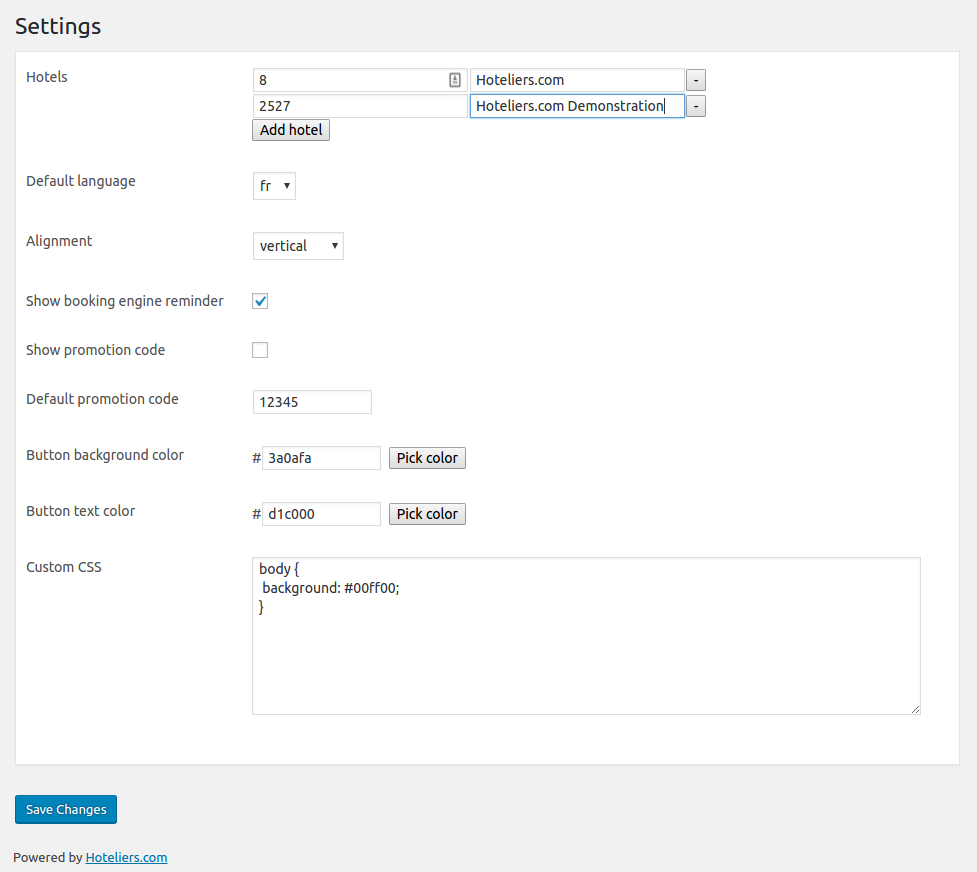 Settings
Hotels 8 Hoteliers.com -
2527 Hoteliers.com Demonstration -
Add hotel
Default language fr
Alignment vertical
Show booking engine reminder
Show promotion code
Default promotion code 12345
Button background color # 3a0afa Pick color
Button text color # d1c000 Pick color
Custom CSS body {
background: #00ff00;
}
Save Changes
Powered by Hoteliers.com